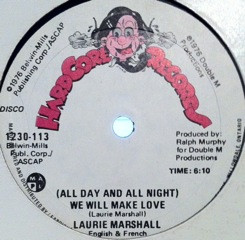 HARDCORE RECORDS
©1976 Belwin-Mills
Publishing Corp./ASCAP
℗1976 Double M
Productions
DISCO
1230-113
Belwin-Mills
Publ. Corp./
ASCAP
MAPL
TIME: 6:10
Produced by:
Ralph Murphy
for Double M
Productions
(ALL DAY AND ALL NIGHT)
WE WILL MAKE LOVE
(Laurie Marshall)
LAURIE MARSHALL
English & French